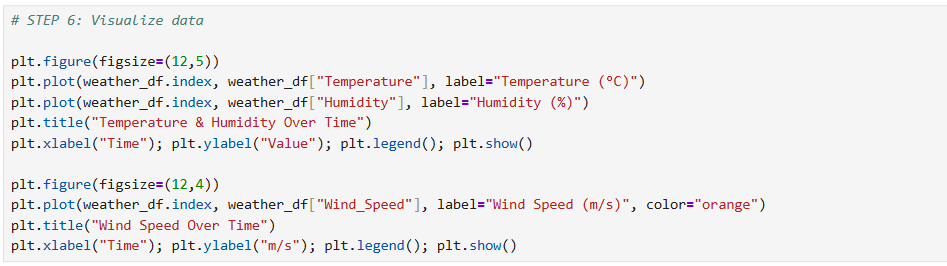 # STEP 6: Visualize data
plt.figure(figsize=(12,5))
plt.plot(weather_df.index, weather_df["Temperature"], label="Temperature (°C)")
plt.plot(weather_df.index, weather_df["Humidity"], label="Humidity (%)")
plt.title("Temperature & Humidity Over Time")
plt.xlabel("Time"); plt.ylabel("Value"); plt.legend(); plt.show()
plt.figure(figsize=(12,4))
plt.plot(weather_df.index, weather_df["Wind_Speed"], label="Wind Speed (m/s)", color="orange")
plt.title("Wind Speed Over Time")
plt.xlabel("Time"); plt.ylabel("m/s"); plt.legend(); plt.show()